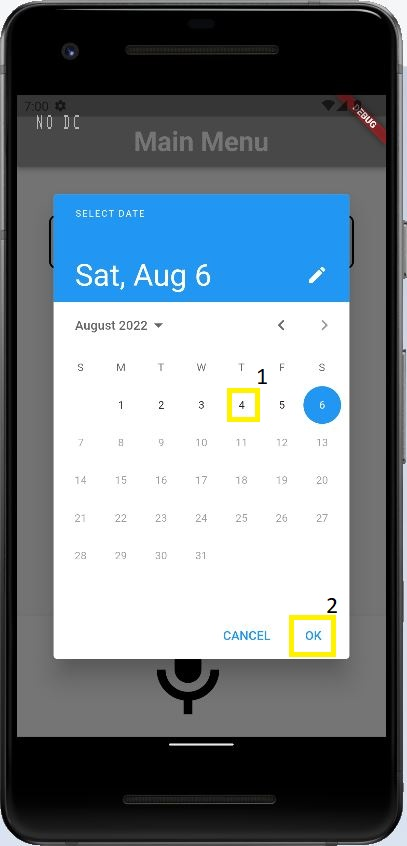 7:00
DEBUG
NO DC
Main Menu
SELECT DATE
Sat, Aug 6
August 2022
S M T W T F S
1
1 2 3 4 5 6
7 8 9 10 11 12 13
14 15 16 17 18 19 20
21 22 23 24 25 26 27
28 29 30 31
2
CANCEL OK